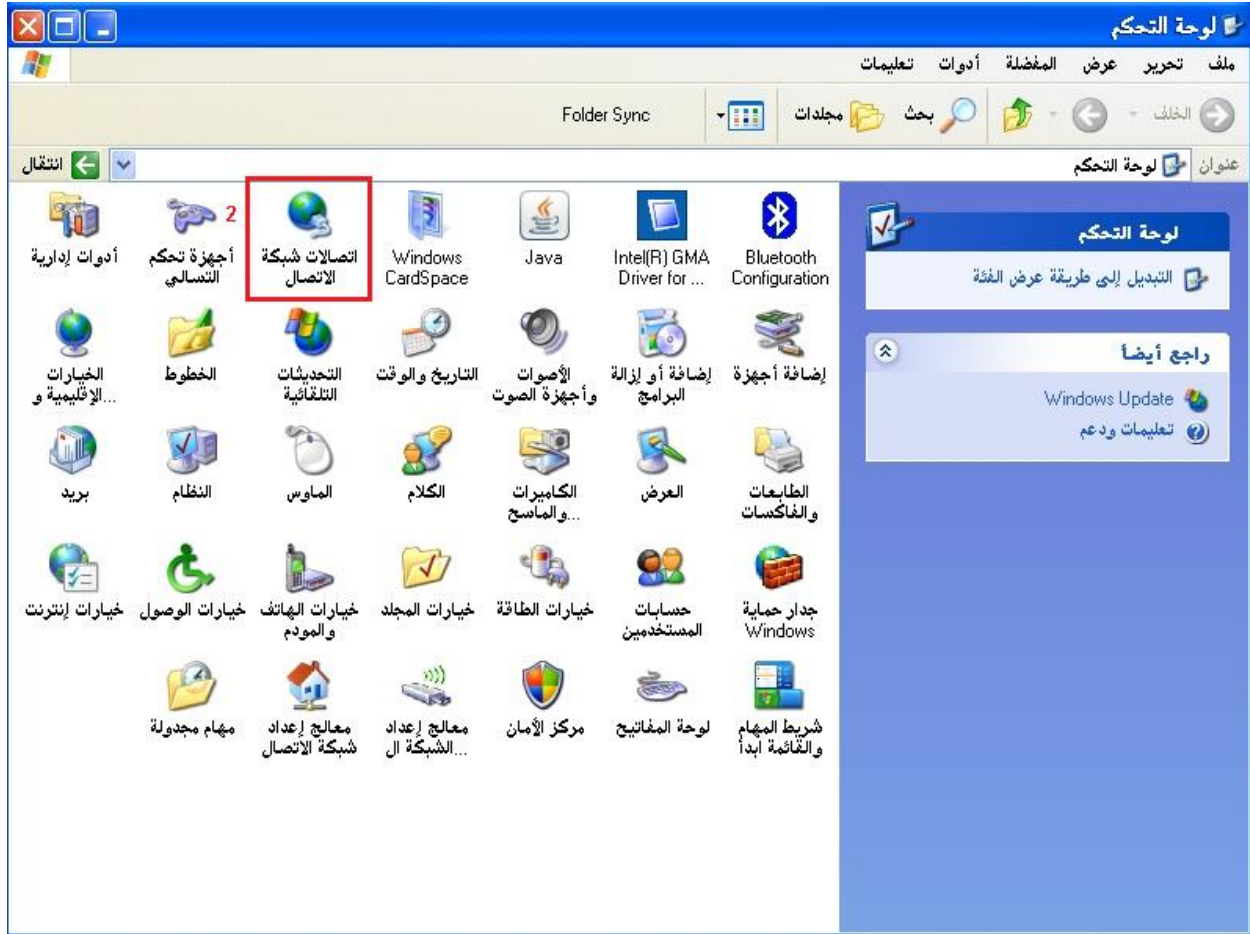 لوحة التحكم
ملف تحرير عرض المفضلة أدوات تعليمات
الخلف بحث مجلدات Folder Sync
عنوان لوحة التحكم انتقال
لوحة التحكم
التبديل إلى طريقة عرض الفئة
راجع أيضاً
Windows Update
تعليمات ودعم
Bluetooth
Configuration
Intel(R) GMA
Driver for ...
Java
Windows
CardSpace
اتصالات شبكة
الاتصال
2
أجهزة تحكم
التسالي
أدوات إدارية
إضافة أجهزة
إضافة أو إزالة
البرامج
الأصوات
وأجهزة الصوت
التاريخ والوقت
التحديثات
التلقائية
الخطوط
الخيارات
الإقليمية و...
الطابعات
والفاكسات
العرض
الكاميرات
والماسح...
الكلام
الماوس
النظام
بريد
جدار حماية
Windows
حسابات
المستخدمين
خيارات الطاقة
خيارات المجلد
خيارات الهاتف
والمودم
خيارات الوصول
خيارات إنترنت
شريط المهام
والقائمة ابدأ
لوحة المفاتيح
مركز الأمان
معالج إعداد
الشبكة ال...
معالج إعداد
شبكة الاتصال
مهام مجدولة